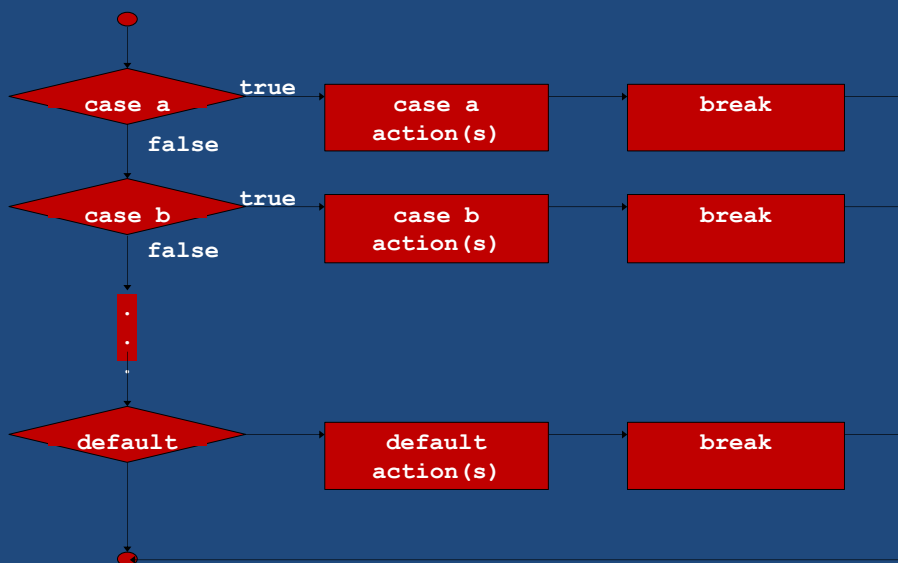 true
case a
case a
action(s)
break
false
true
case b
case b
action(s)
break
false
.
.
.
default
default
action(s)
break